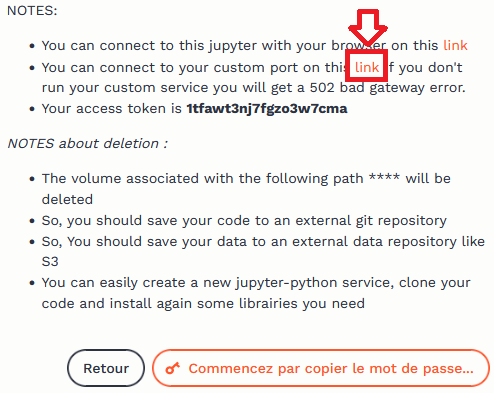 NOTES:
You can connect to this jupyter with your browser on this link
You can connect to your custom port on this link if you don't
run your custom service you will get a 502 bad gateway error.
Your access token is 1tfawt3nj7fgzo3w7cma
NOTES about deletion :
The volume associated with the following path **** will be
deleted
So, you should save your code to an external git repository
So, You should save your data to an external data repository like
S3
You can easily create a new jupyter-python service, clone your
code and install again some librairies you need
Retour
Commencez par copier le mot de passe...